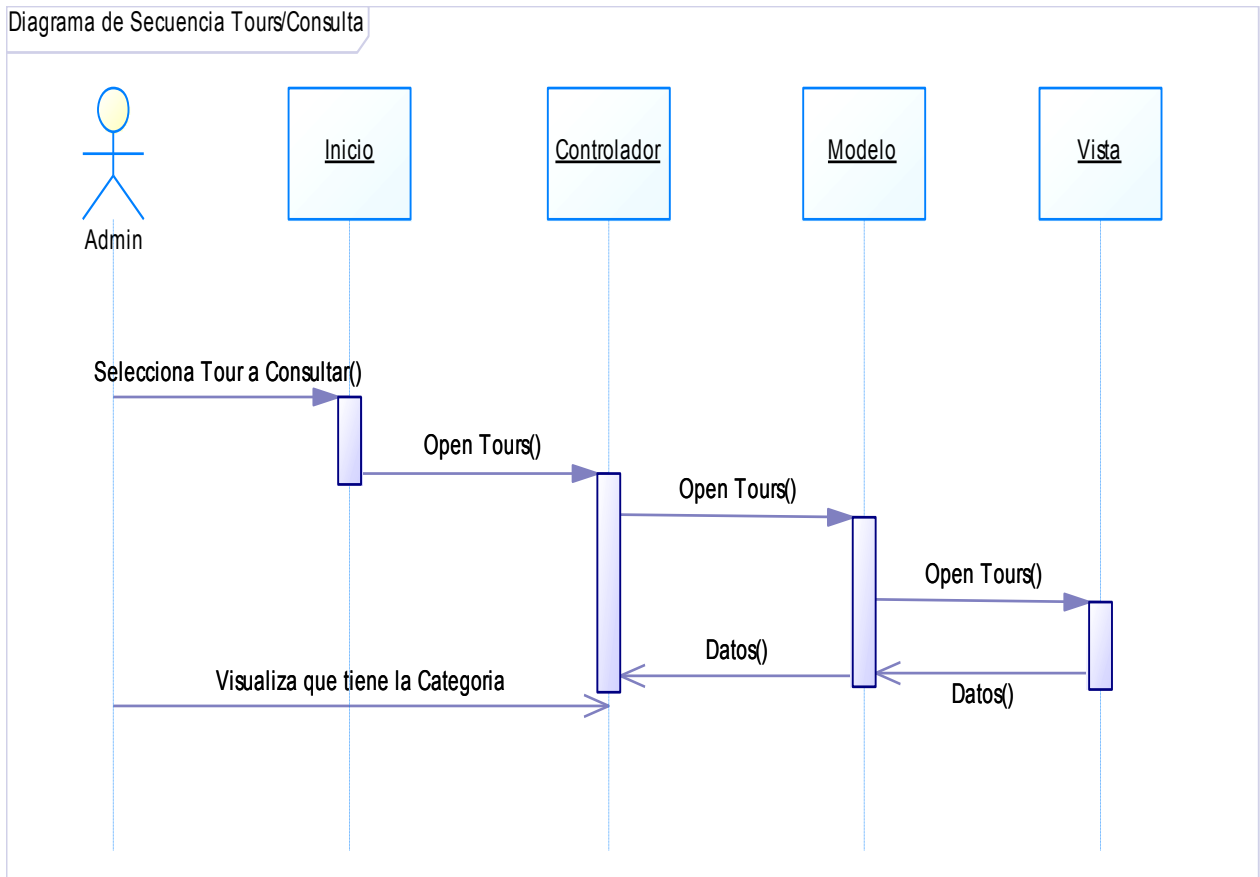 Diagrama de Secuencia Tours/Consulta
Inicio
Controlador
Modelo
Vista
Admin
Selecciona Tour a Consultar()
Open Tours()
Open Tours()
Open Tours()
Datos()
Datos()
Visualiza que tiene la Categoria